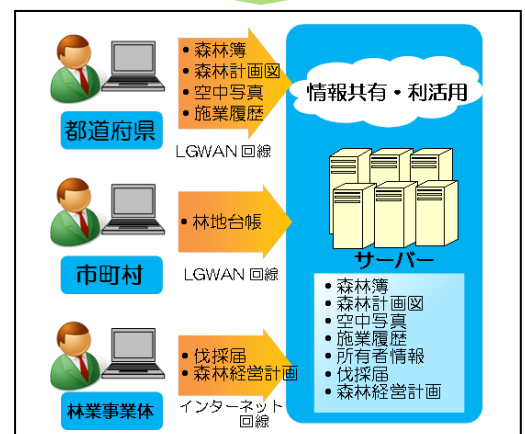 • 森林簿
• 森林計画図
• 空中写真
• 施業履歴
都道府県
LGWAN 回線
• 林地台帳
市町村
LGWAN 回線
• 伐採届
• 森林経営計画
林業事業体
インターネット
回線
情報共有・利活用
サーバー
• 森林簿
• 森林計画図
• 空中写真
• 施業履歴
• 所有者情報
• 伐採届
• 森林経営計画